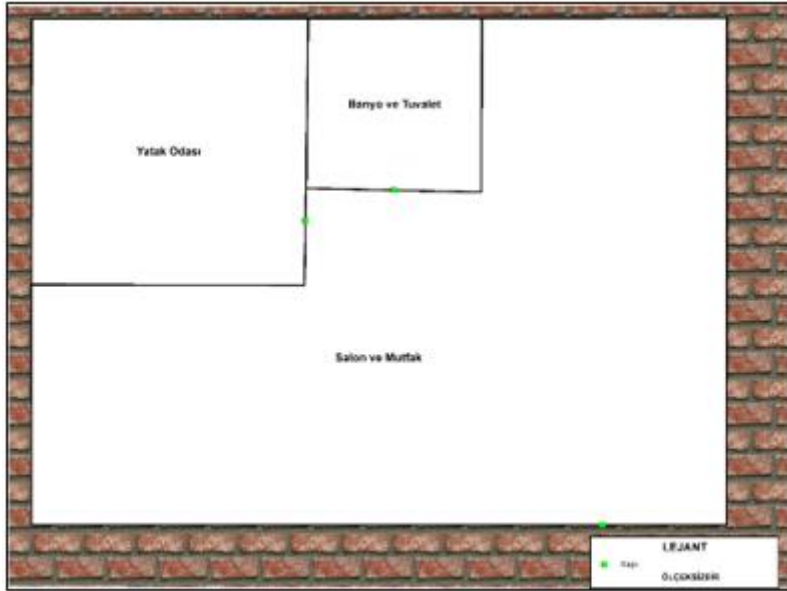 Banyo ve Tuvalet
Yatak Odası
Salon ve Mutfak
LEJANT
Kapı
ÖLÇEKSİZDİR